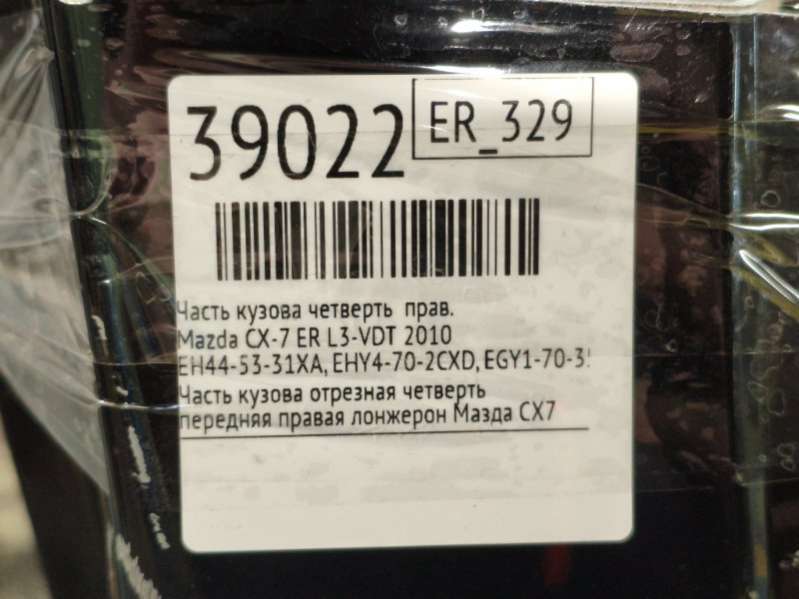 39022
ER_329
Часть кузова четверть прав.
Mazda CX-7 ER L3-VDT 2010
EH44-53-31XA, EHY4-70-2CXD, EGY1-70-3
Часть кузова отрезная четверть
передняя правая лонжерон Мазда CX7